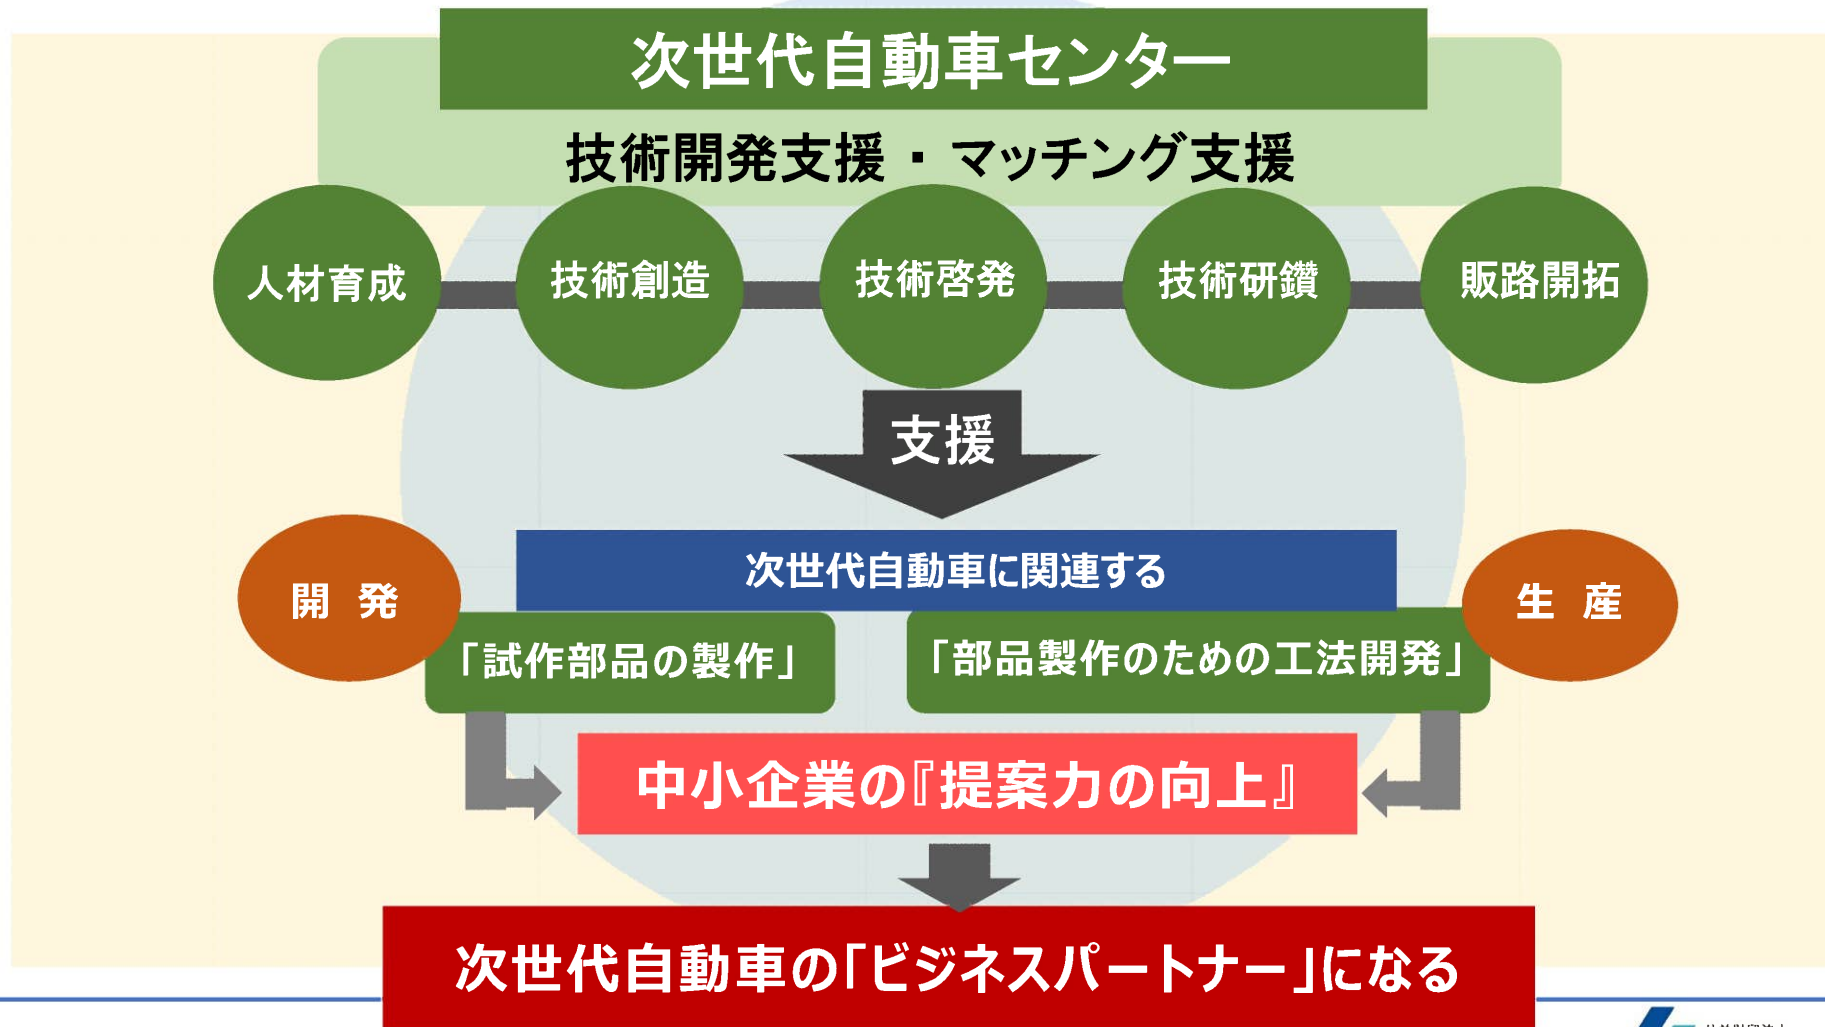 次世代自動車センター
技術開発支援・マッチング支援
人材育成
技術創造
技術啓発
技術研鑽
販路開拓
支援
開 発
次世代自動車に関連する
生 産
「試作部品の製作」
「部品製作のための工法開発」
中小企業の『提案力の向上』
次世代自動車の「ビジネスパートナー」になる